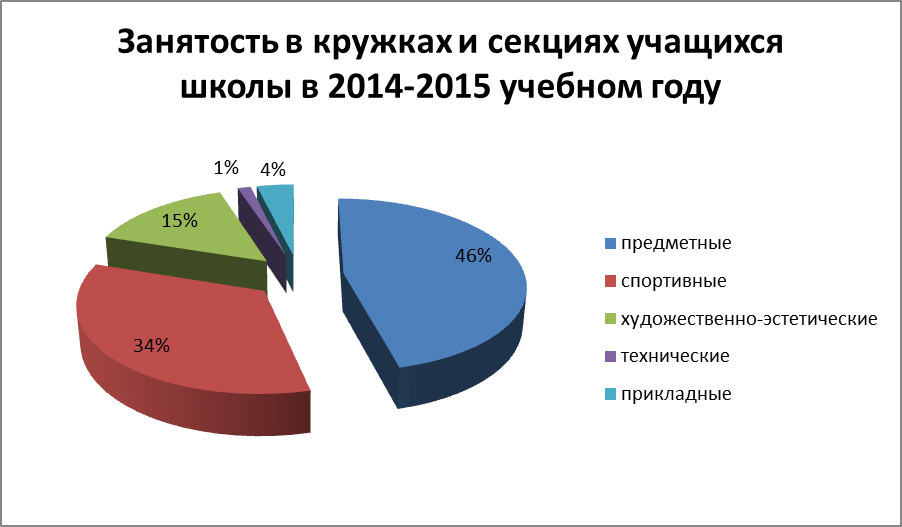 Занятость в кружках и секциях учащихся
школы в 2014-2015 учебном году
1%
4%
15%
46%
34%
предметные
спортивные
художественно-эстетические
технические
прикладные